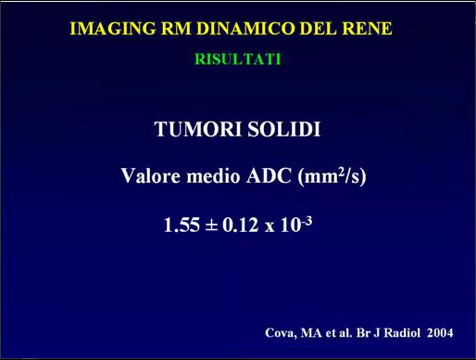 IMAGING RM DINAMICO DEL RENE
RISULTATI
TUMORI SOLIDI
Valore medio ADC (mm²/s)
1.55 ± 0.12 x 10⁻³
Cova, MA et al. Br J Radiol 2004